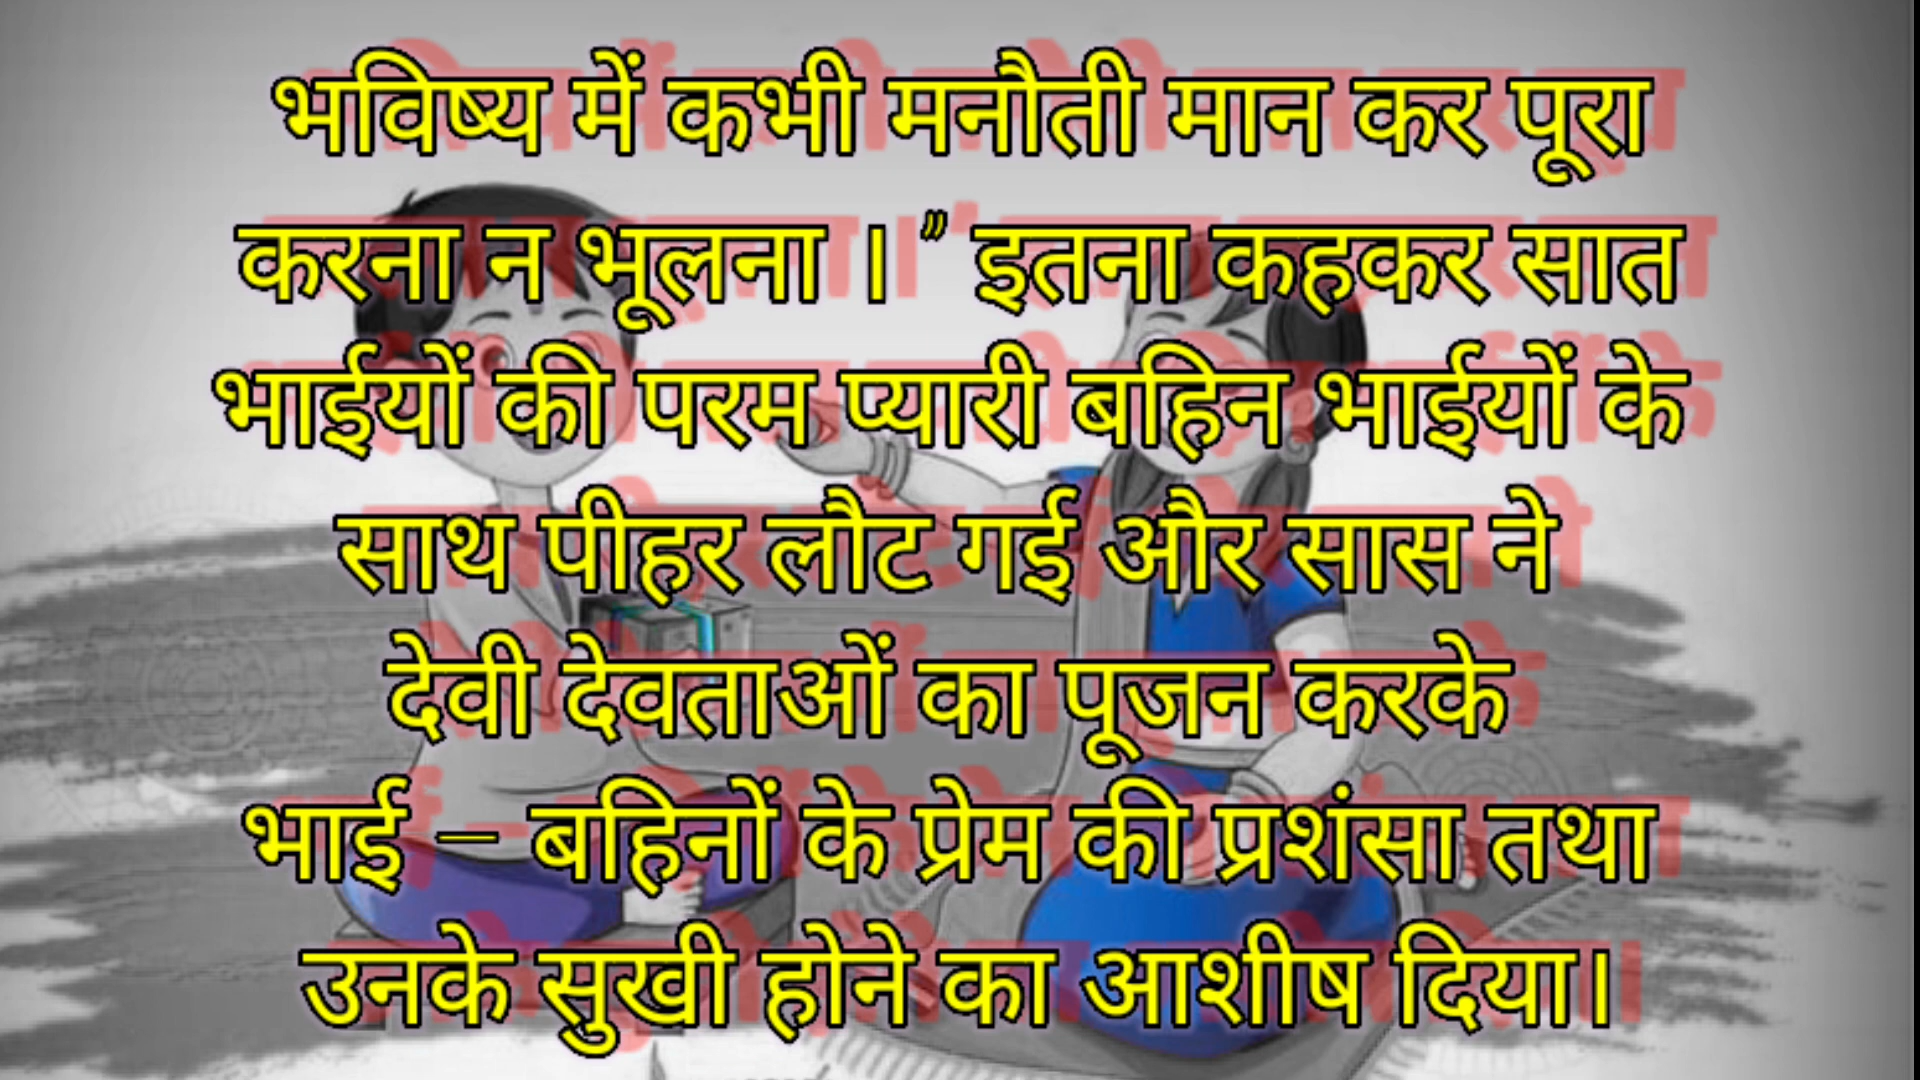 भविष्य में कभी मनौती मान कर पूरा
करना न भूलना ।” इतना कहकर सात
भाईयों की परम प्यारी बहिन भाईयों के
साथ पीहर लौट गई और सास ने
देवी देवताओं का पूजन करके
भाई – बहिनों के प्रेम की प्रशंसा तथा
उनके सुखी होने का आशीष दिया।